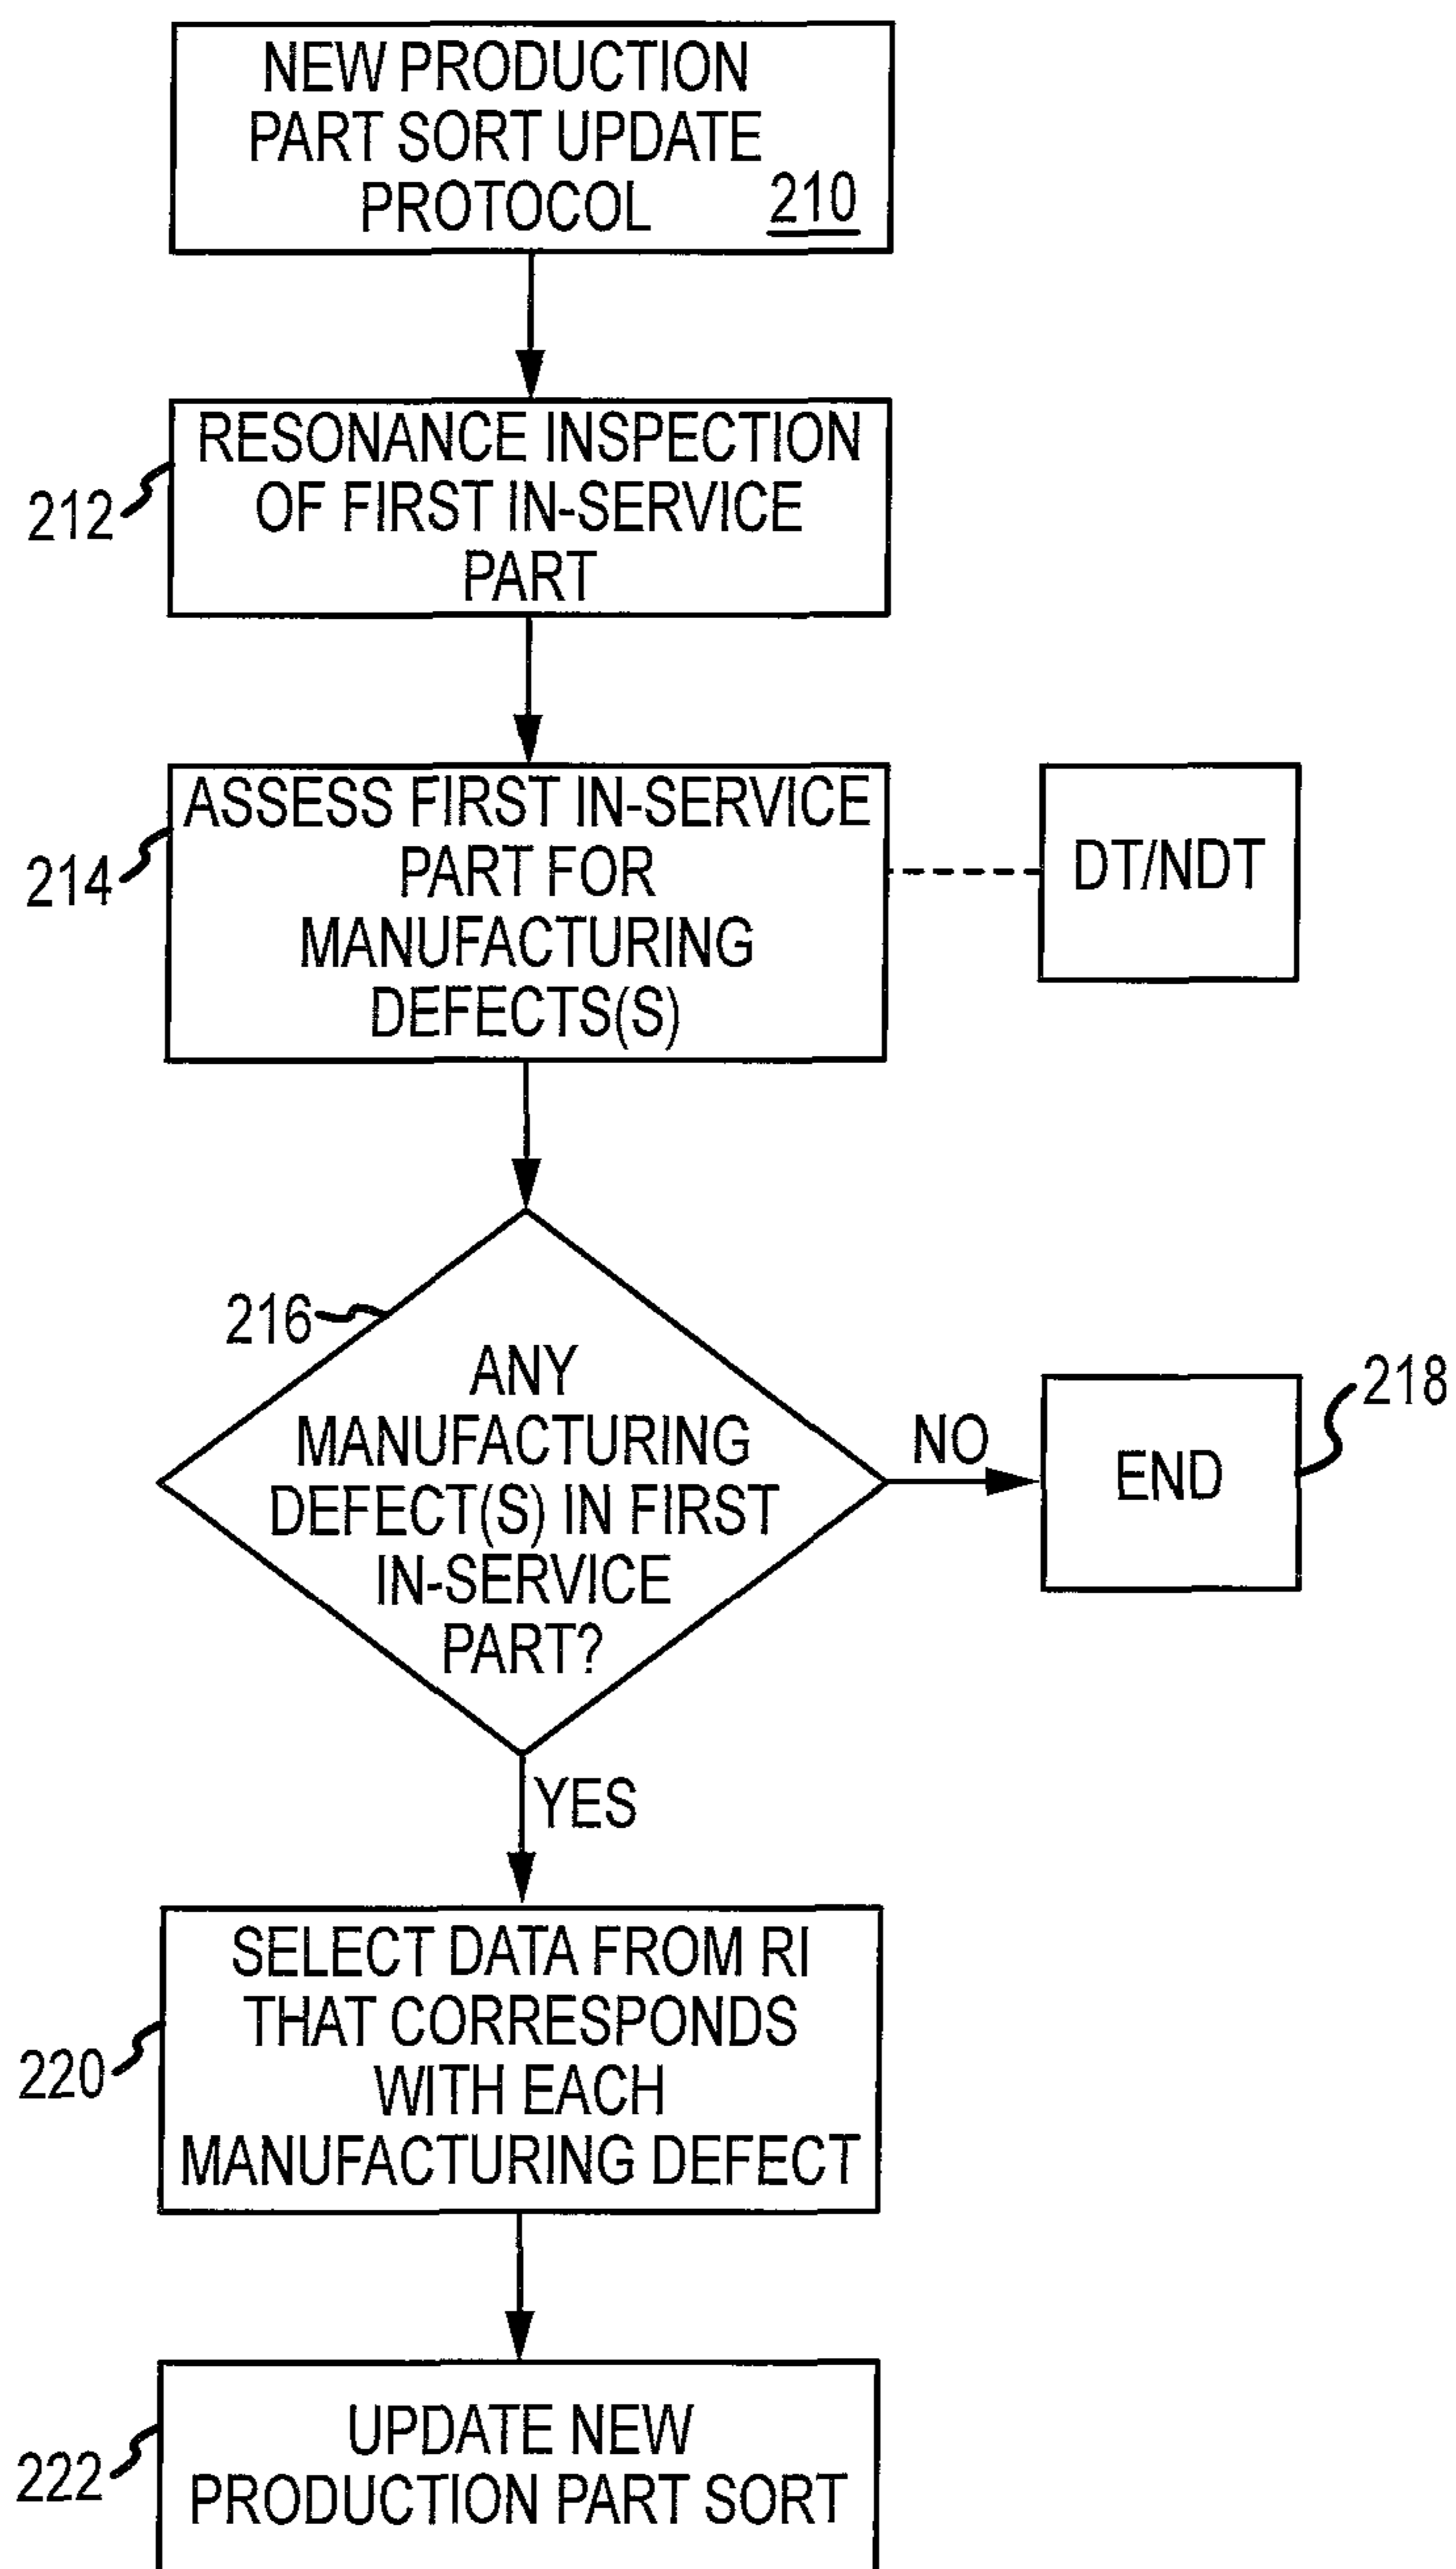 NEW PRODUCTION
PART SORT UPDATE
PROTOCOL
210
RESONANCE INSPECTION
OF FIRST IN-SERVICE
PART
212
ASSESS FIRST IN-SERVICE
PART FOR
MANUFACTURING
DEFECTS(S)
214
DT/NDT
216
ANY
MANUFACTURING
DEFECT(S) IN FIRST
IN-SERVICE
PART?
NO
END
218
YES
SELECT DATA FROM RI
THAT CORRESPONDS
WITH EACH
MANUFACTURING DEFECT
220
UPDATE NEW
PRODUCTION PART SORT
222